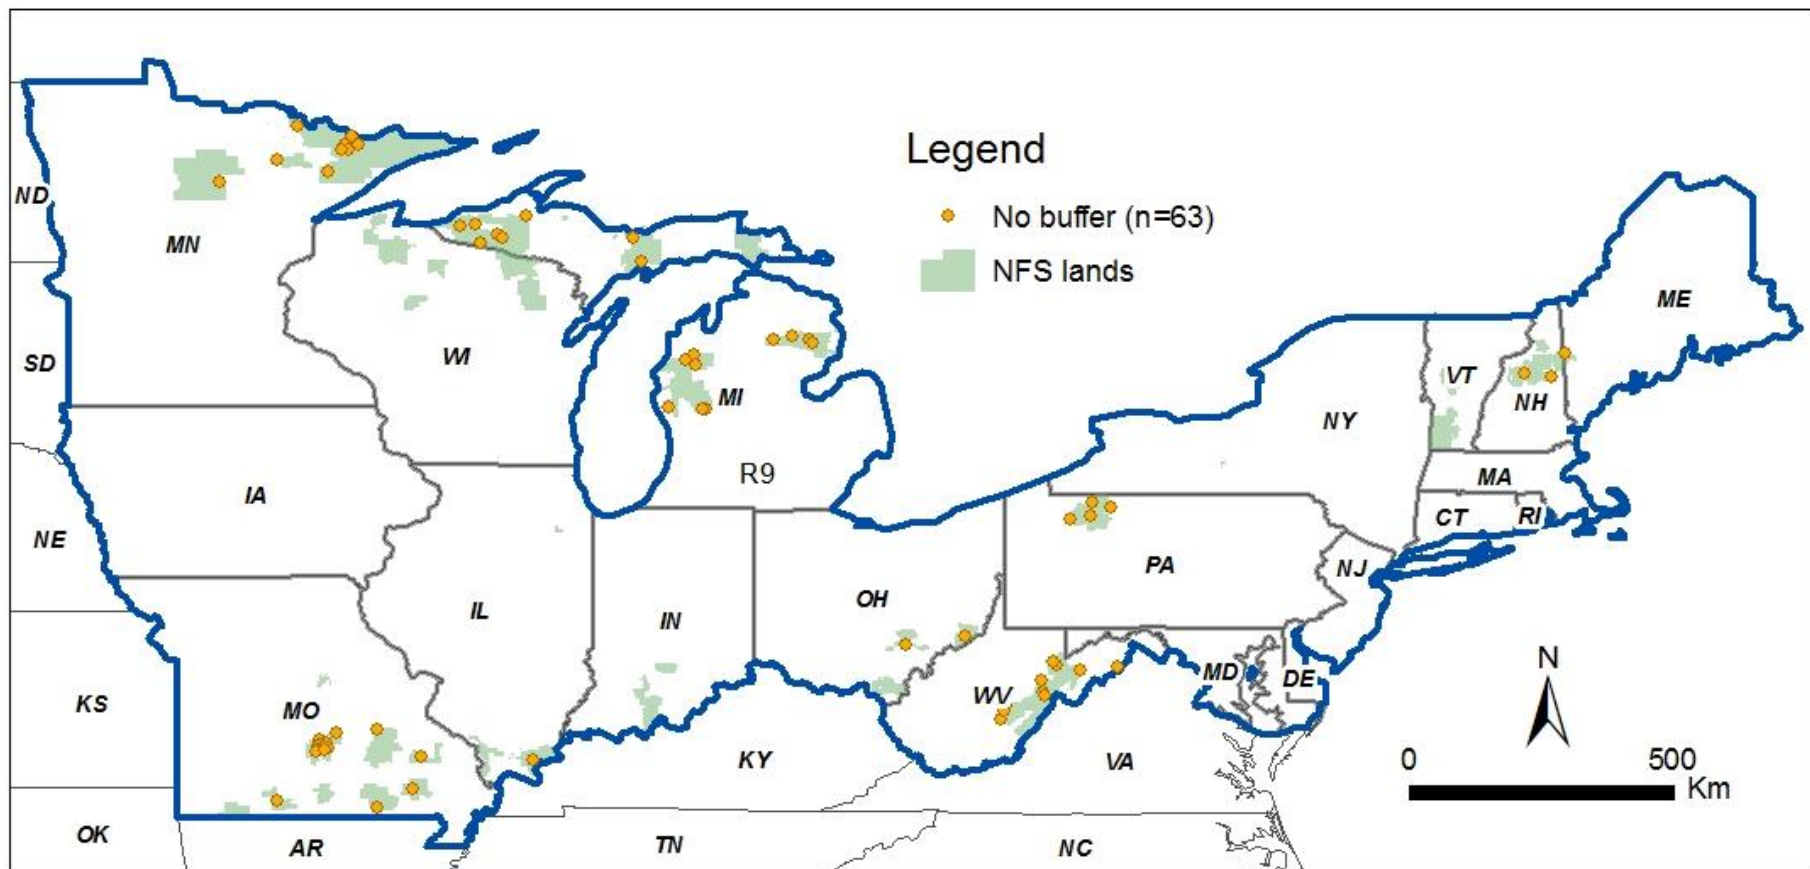 Legend
No buffer (n=63)
NFS lands
ND
MN
ME
SD
WI
MI
VT
NH
NY
R9
IA
MA
CT
RI
NE
PA
NJ
OH
IL
IN
MD
DE
N
KS
MO
WV
KY
VA
0
500
Km
OK
AR
TN
NC